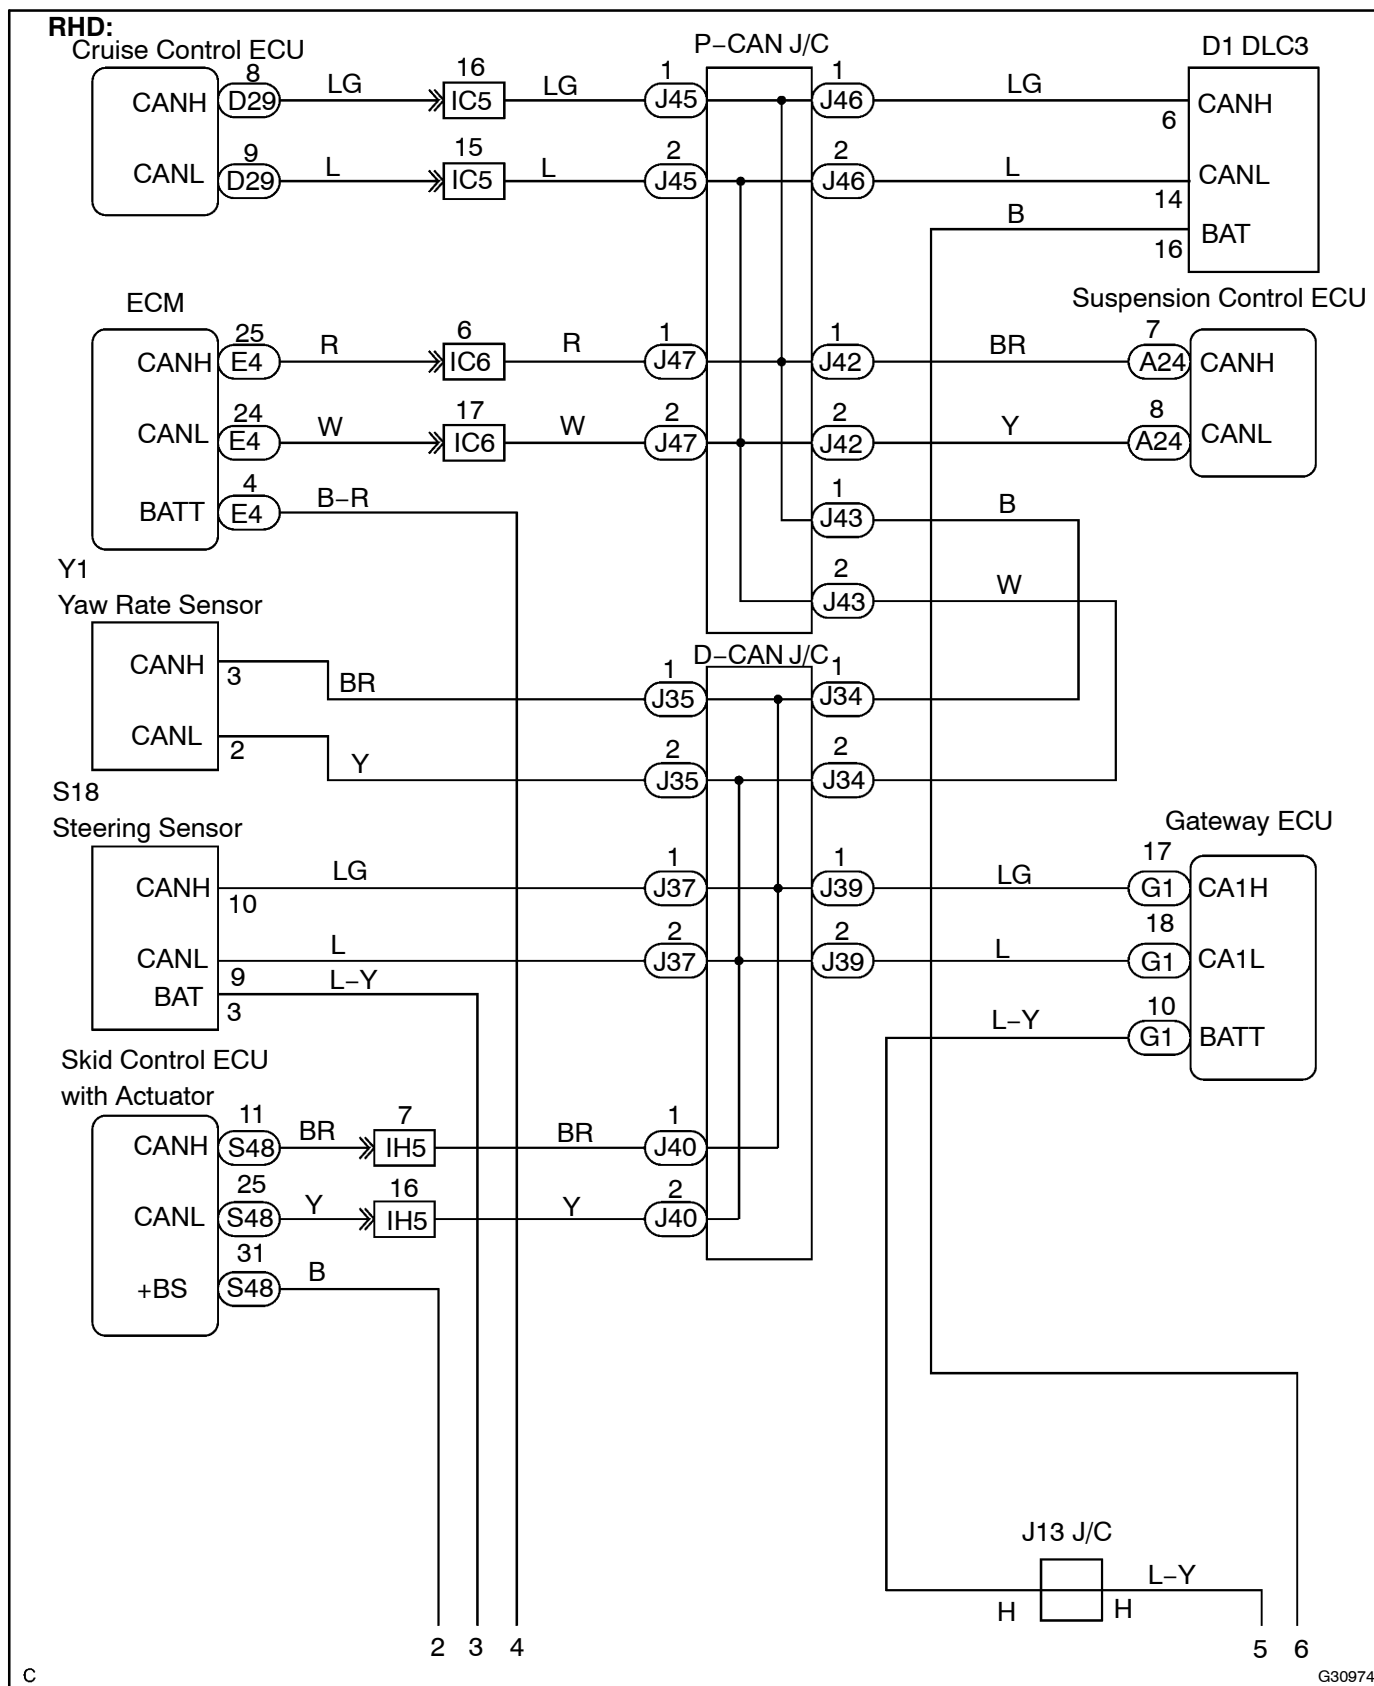 RHD:
Cruise Control ECU
P–CAN J/C
D1 DLC3
8
16
1
1
CANH
D29
LG
IC5
LG
J45
J46
LG
6
CANH
9
15
2
2
CANL
D29
L
IC5
L
J45
J46
L
14
CANL
B
16
BAT
ECM
Suspension Control ECU
25
6
1
1
7
CANH
E4
R
IC6
R
J47
J42
BR
A24
CANH
24
17
2
2
8
CANL
E4
W
IC6
W
J47
J42
Y
A24
CANL
4
1
BATT
E4
B–R
J43
B
Y1
2
Yaw Rate Sensor
J43
W
D–CAN J/C
CANH
3
BR
1
J35
1
J34
CANL
2
Y
2
J35
2
J34
S18
Steering Sensor
Gateway ECU
CANH
10
LG
1
J37
1
J39
LG
17
G1
CA1H
CANL
9
L
2
J37
2
J39
L
18
G1
CA1L
BAT
3
L–Y
L–Y
10
G1
BATT
Skid Control ECU
with Actuator
11
7
1
CANH
S48
BR
IH5
BR
J40
25
16
2
CANL
S48
Y
IH5
Y
J40
31
+BS
S48
B
J13 J/C
H
H
L–Y
2
3
4
5
6
C
G30974